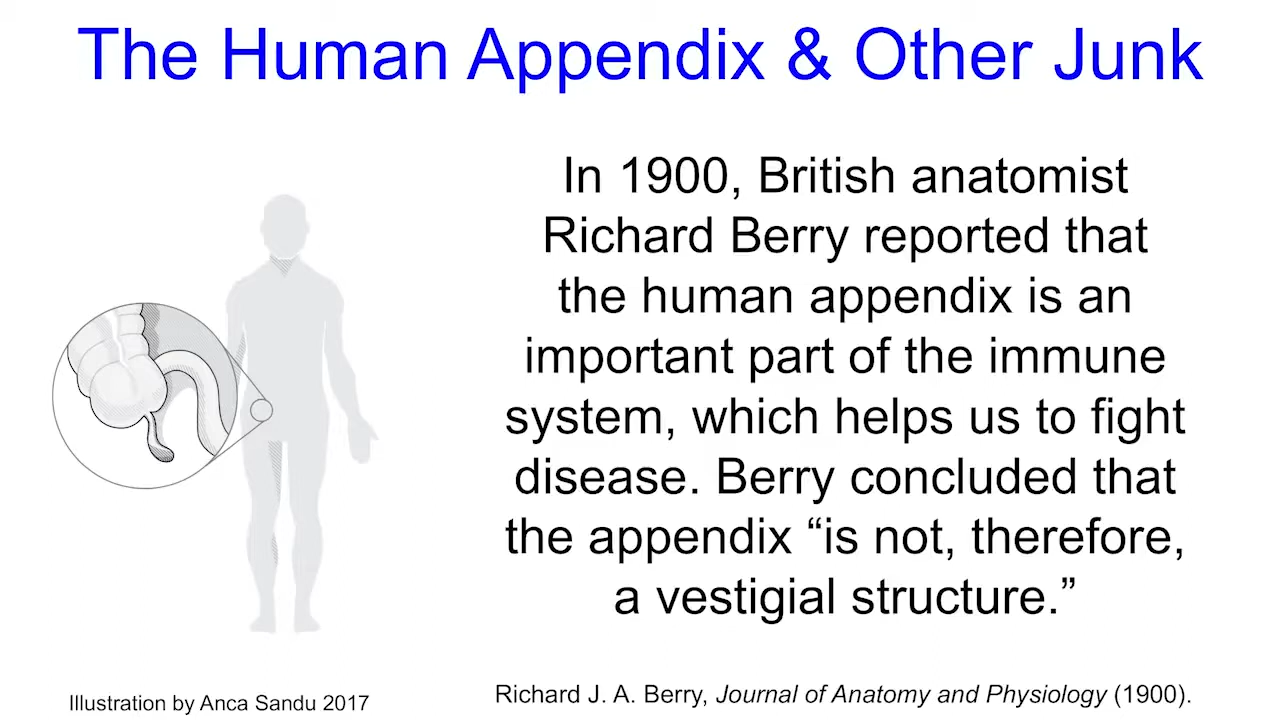 The Human Appendix & Other Junk
In 1900, British anatomist
Richard Berry reported that
the human appendix is an
important part of the immune
system, which helps us to fight
disease. Berry concluded that
the appendix “is not, therefore,
a vestigial structure.”
Illustration by Anca Sandu 2017
Richard J. A. Berry, Journal of Anatomy and Physiology (1900).